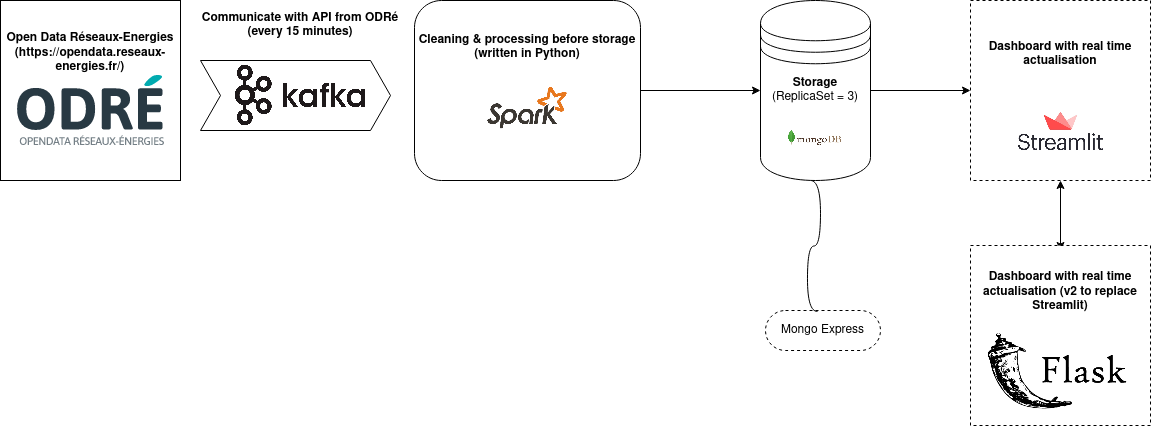 Open Data Réseaux-Energies
(https://opendata.reseaux-
energies.fr/)
ODRÉ
OPENDATA RÉSEAUX-ÉNERGIES
Communicate with API from ODRé
(every 15 minutes)
kafka
Cleaning & processing before storage
(written in Python)
Spark
Storage
(ReplicaSet = 3)
mongoDB
Mongo Express
Dashboard with real time
actualisation
Streamlit
Dashboard with real time
actualisation (v2 to replace
Streamlit)
Flask